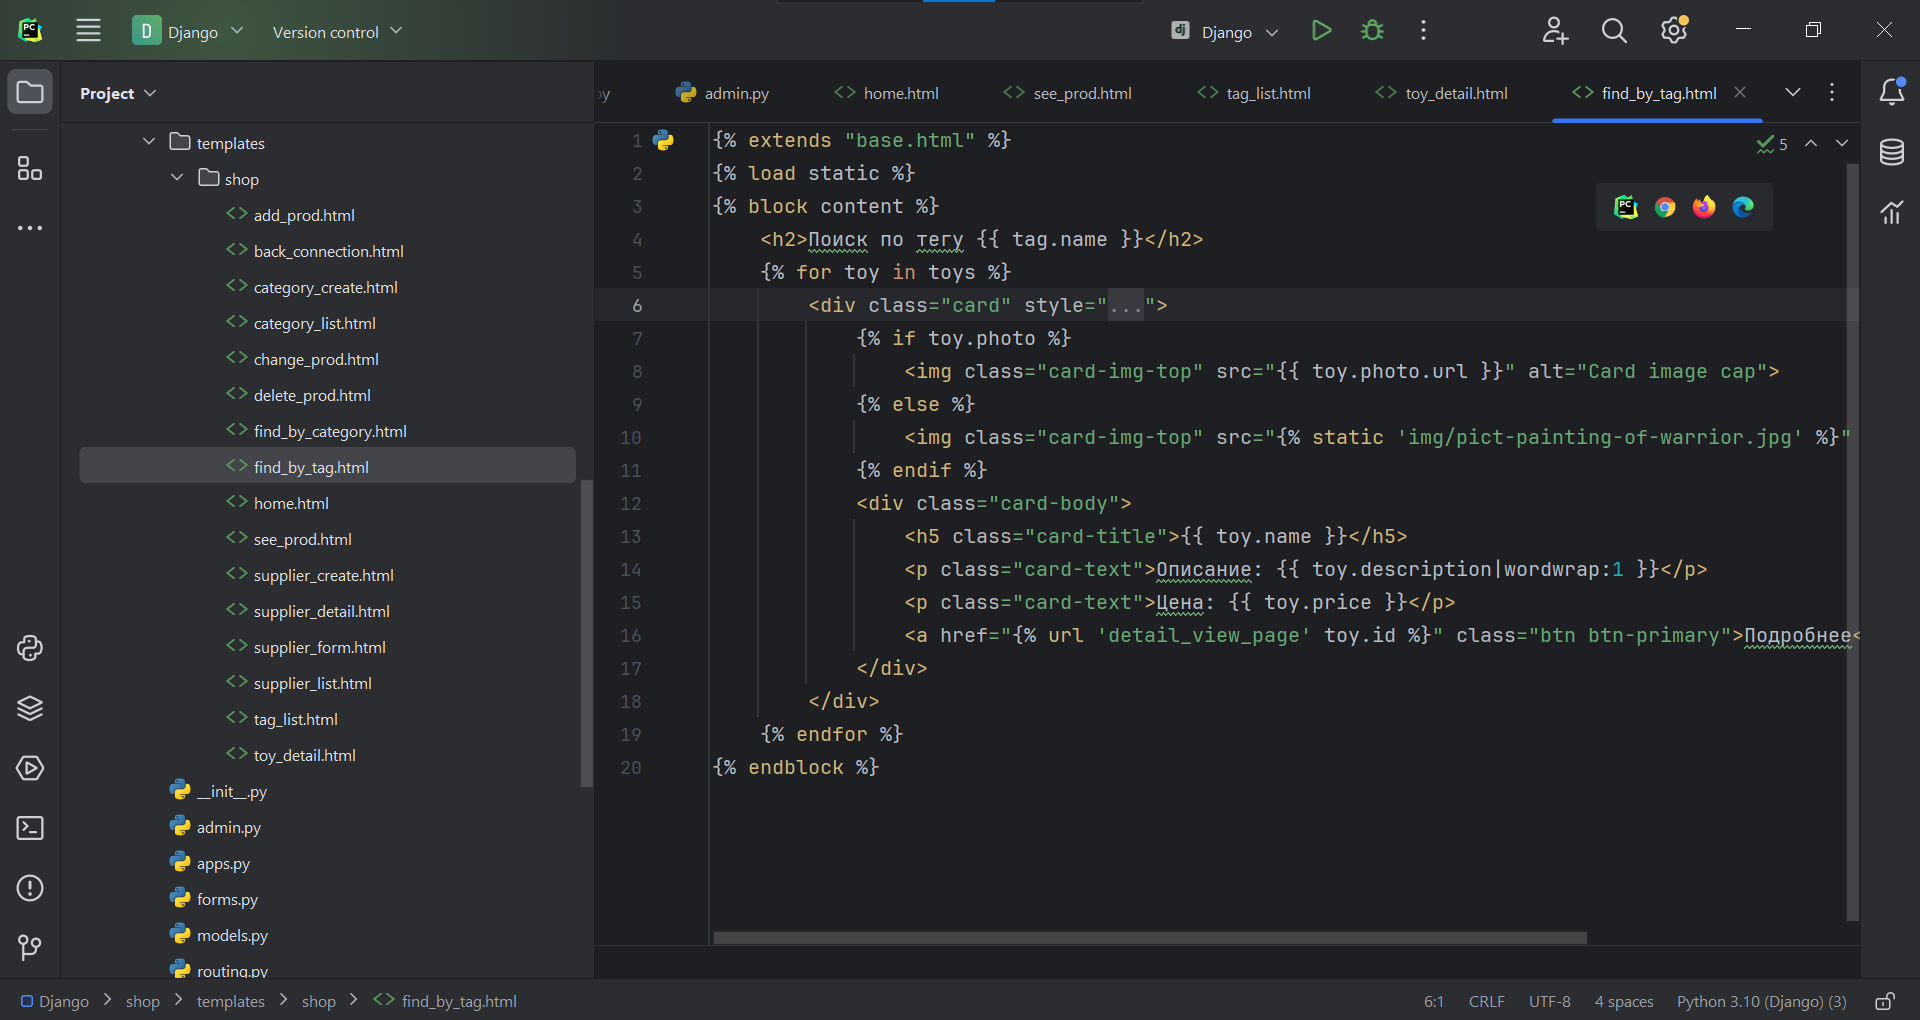 D Django Version control
Django
Project
admin.py home.html see_prod.html tag_list.html toy_detail.html find_by_tag.html
templates
shop
add_prod.html
back_connection.html
category_create.html
category_list.html
change_prod.html
delete_prod.html
find_by_category.html
find_by_tag.html
home.html
see_prod.html
supplier_create.html
supplier_detail.html
supplier_form.html
supplier_list.html
tag_list.html
toy_detail.html
__init__.py
admin.py
apps.py
forms.py
models.py
routing.py
5
1 {% extends "base.html" %}
2 {% load static %}
3 {% block content %}
4 <h2>Поиск по тегу {{ tag.name }}</h2>
5 {% for toy in toys %}
6 <div class="card" style="...">
7 {% if toy.photo %}
8 <img class="card-img-top" src="{{ toy.photo.url }}" alt="Card image cap">
9 {% else %}
10 <img class="card-img-top" src="{% static 'img/pict-painting-of-warrior.jpg' %}"
11 {% endif %}
12 <div class="card-body">
13 <h5 class="card-title">{{ toy.name }}</h5>
14 <p class="card-text">Описание: {{ toy.description|wordwrap:1 }}</p>
15 <p class="card-text">Цена: {{ toy.price }}</p>
16 <a href="{% url 'detail_view_page' toy.id %}" class="btn btn-primary">Подробнее<
17 </div>
18 </div>
19 {% endfor %}
20 {% endblock %}
Django shop templates shop find_by_tag.html
6:1 CRLF UTF-8 4 spaces Python 3.10 (Django) (3)